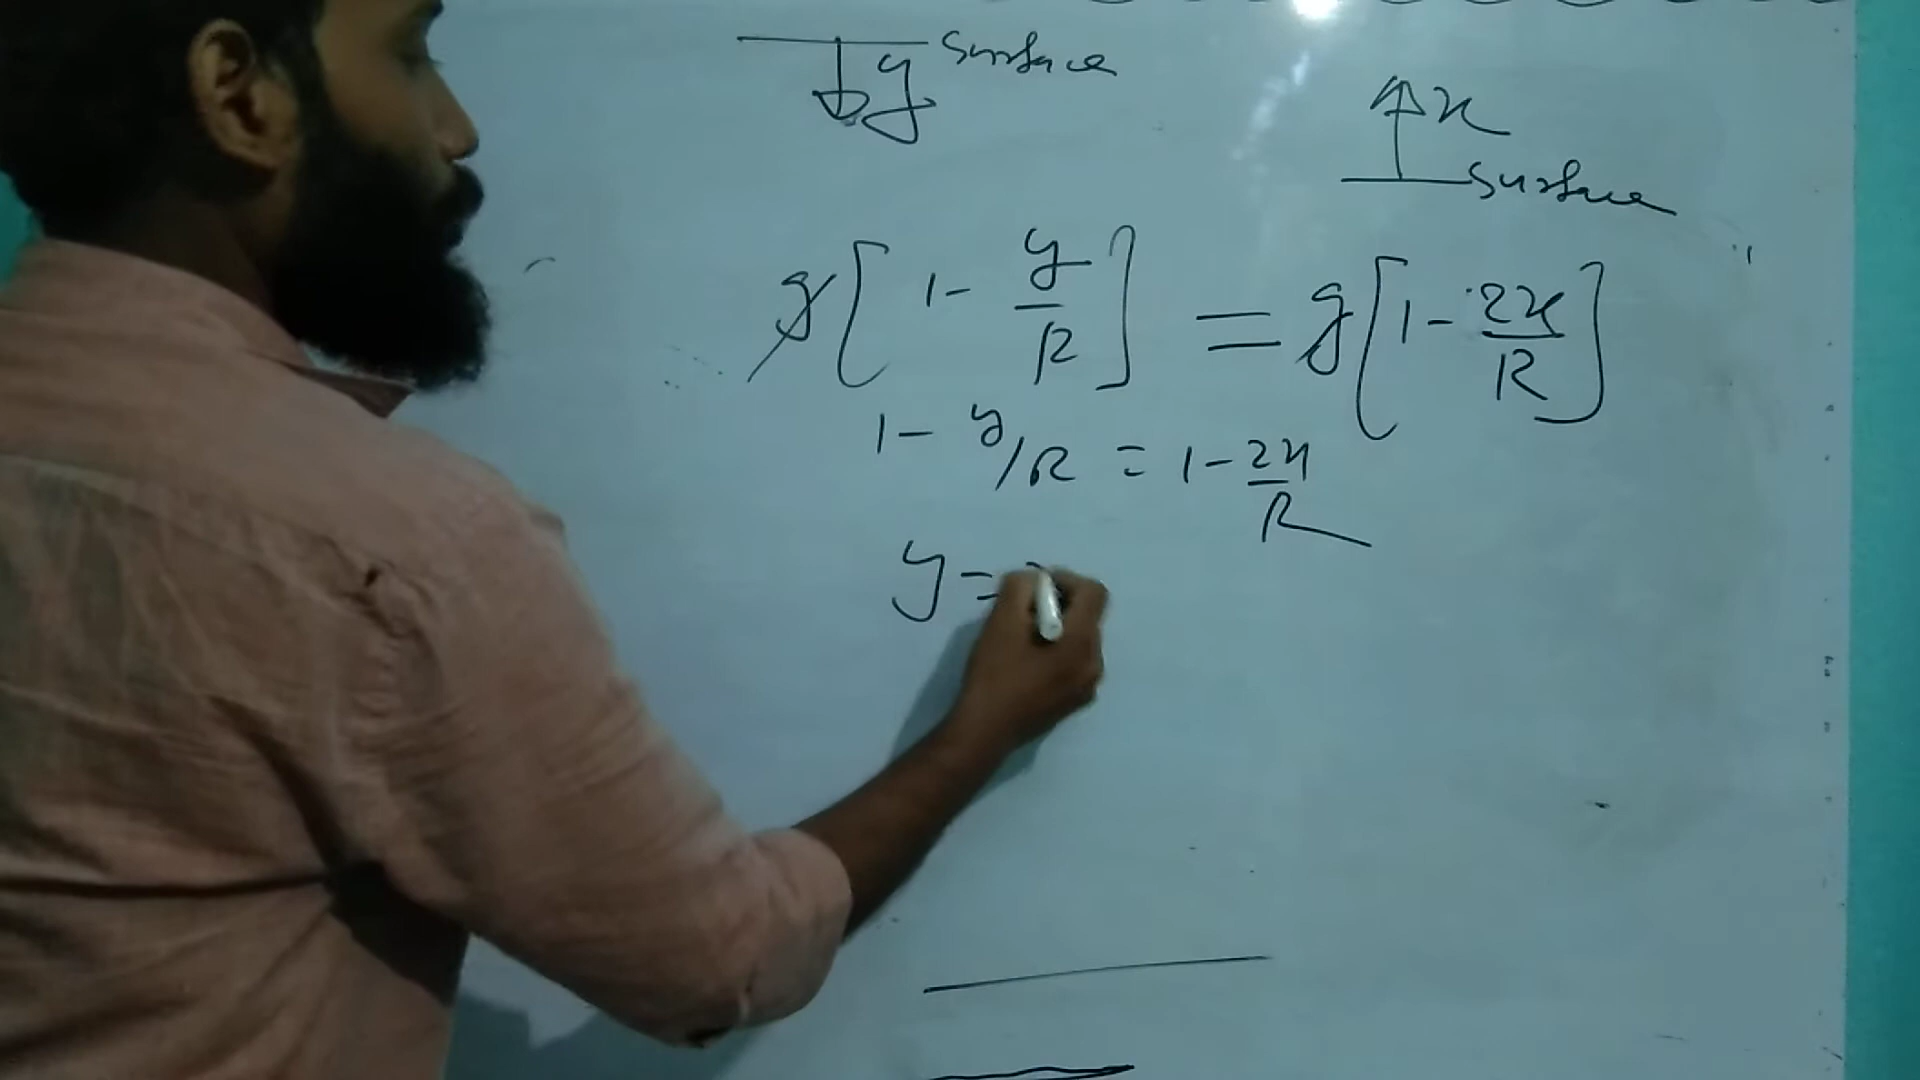 y surface
x
surface
g[1 - y/R] = g[1 - 2x/R]
1 - y/R = 1 - 2x/R
y =